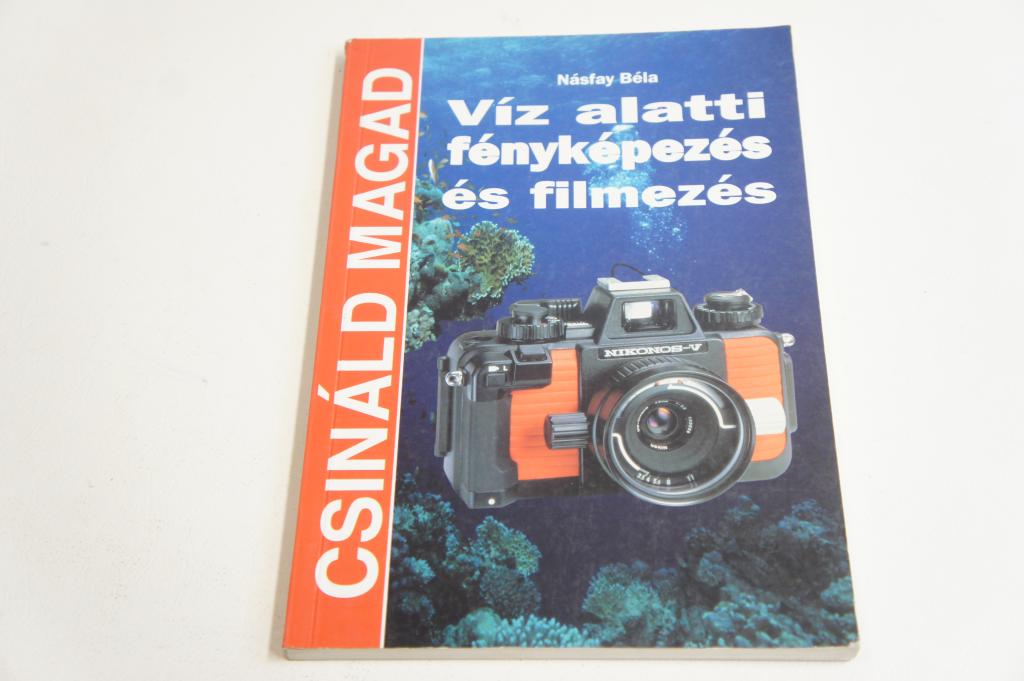 CSINÁLD MAGAD
Násfay Béla
Víz alatti
fényképezés
és filmezés
NIKONOS-V